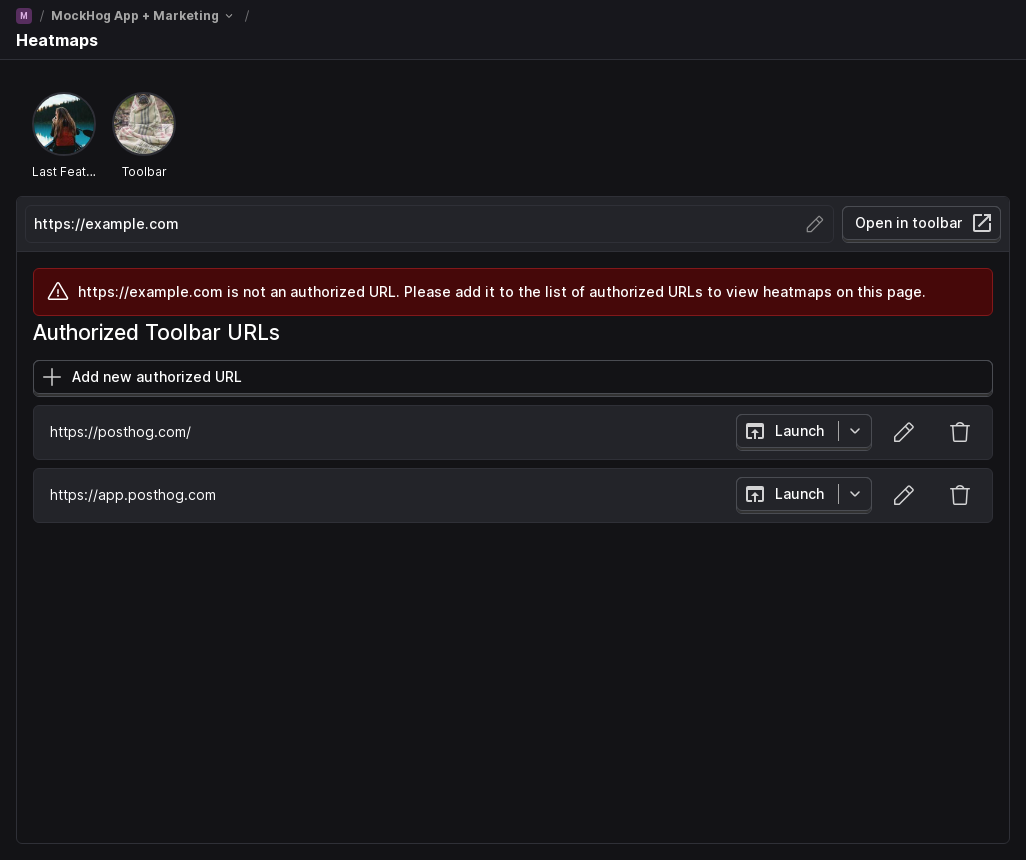 M / MockHog App + Marketing /
Heatmaps
Last Feat... Toolbar
https://example.com Open in toolbar
https://example.com is not an authorized URL. Please add it to the list of authorized URLs to view heatmaps on this page.
Authorized Toolbar URLs
Add new authorized URL
https://posthog.com/ Launch
https://app.posthog.com Launch